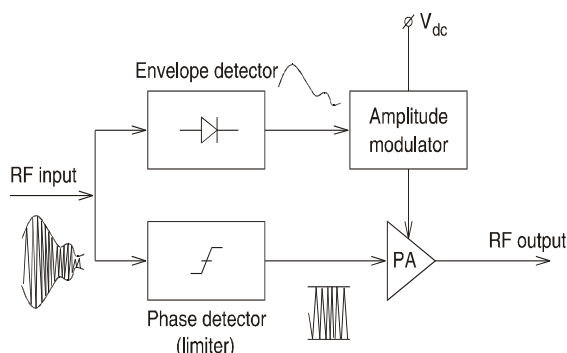 V_dc
Envelope detector
Amplitude
modulator
RF input
PA
RF output
Phase detector
(limiter)